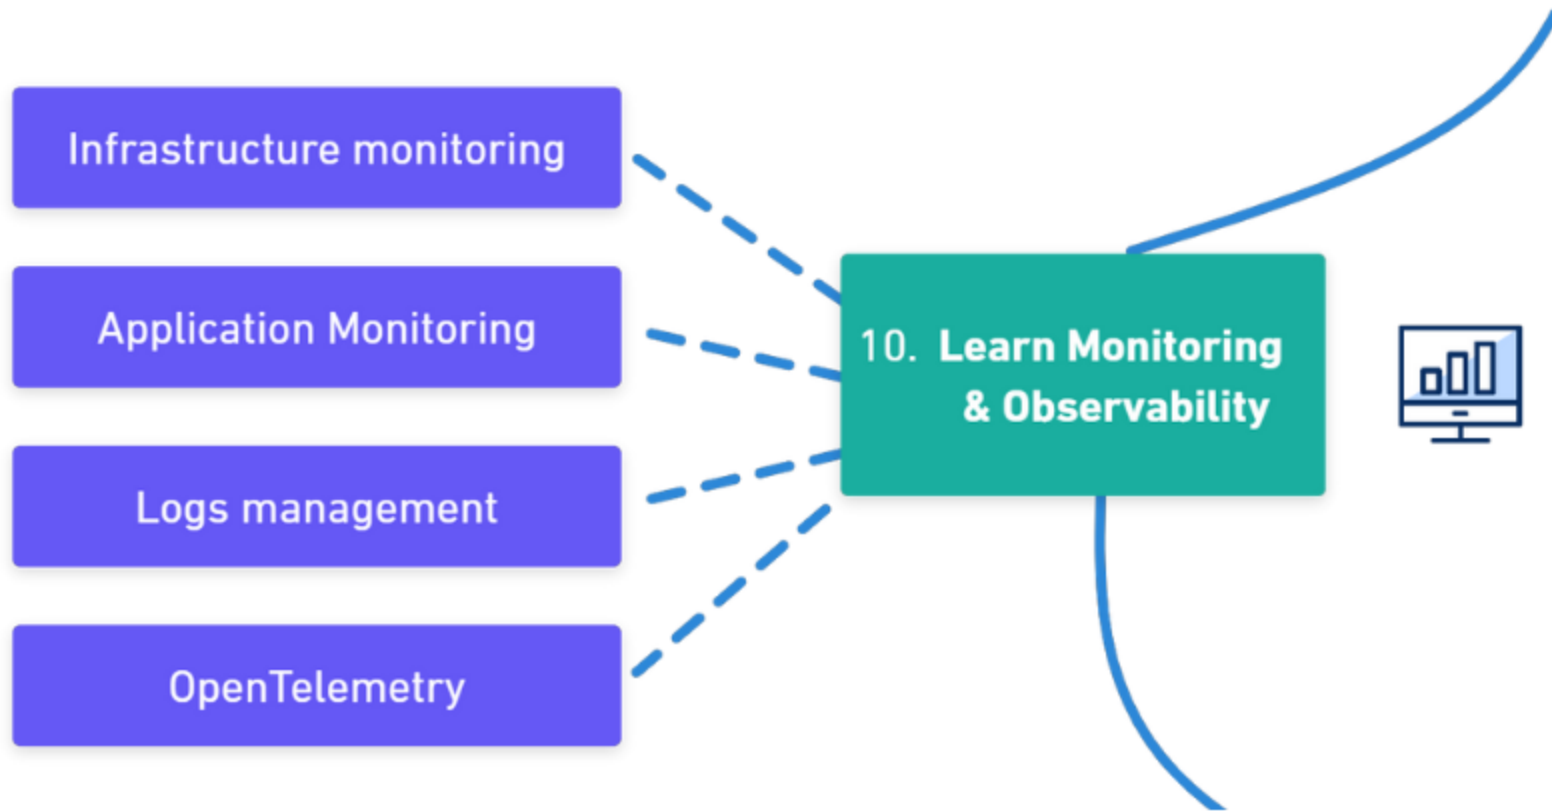 Infrastructure monitoring
Application Monitoring
Logs management
OpenTelemetry
10. Learn Monitoring
& Observability